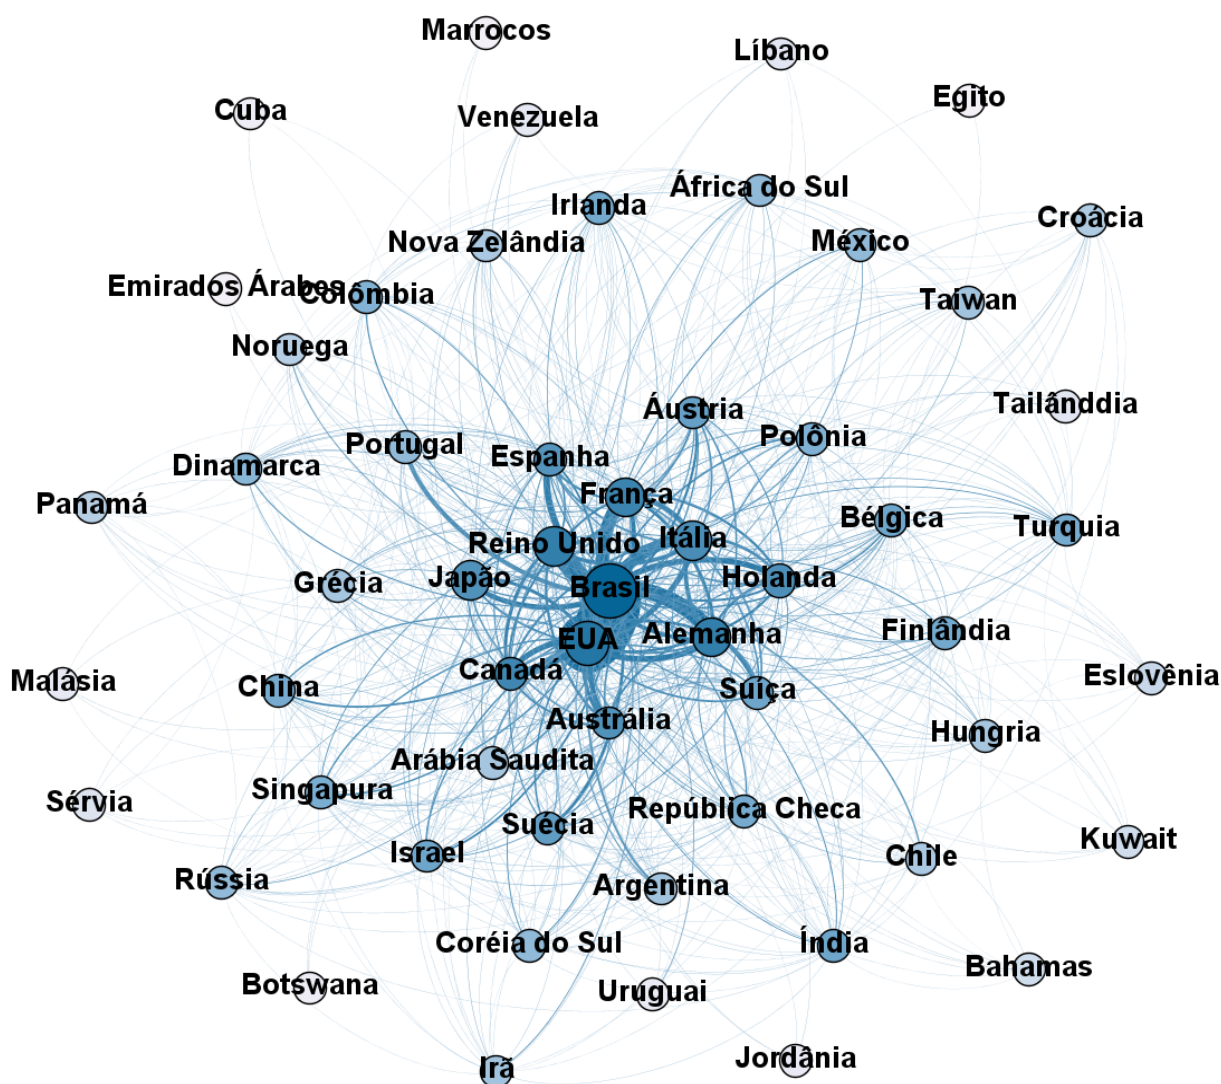 Marrocos
Líbano
Egito
Cuba
Venezuela
África do Sul
Irlanda
Croácia
Nova Zelândia
México
Emirados Árabes
Colômbia
Taiwan
Noruega
Tailânddia
Áustria
Polônia
Portugal
Espanha
Dinamarca
França
Panamá
Bélgica
Turquia
Reino Unido
Itália
Grécia
Japão
Brasil
Holanda
EUA
Alemanha
Finlândia
Malásia
China
Canadá
Suíça
Eslovênia
Austrália
Hungria
Arábia Saudita
Singapura
Sérvia
República Checa
Suécia
Kuwait
Israel
Chile
Rússia
Argentina
Coréia do Sul
Índia
Bahamas
Botswana
Uruguai
Jordânia
Irã